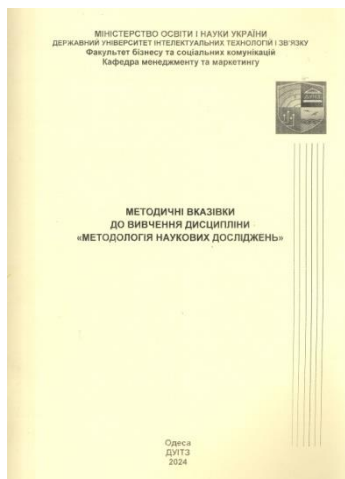 МІНІСТЕРСТВО ОСВІТИ І НАУКИ УКРАЇНИ
ДЕРЖАВНИЙ УНІВЕРСИТЕТ ІНТЕЛЕКТУАЛЬНИХ ТЕХНОЛОГІЙ І ЗВ'ЯЗКУ
Факультет бізнесу та соціальних комунікацій
Кафедра менеджменту та маркетингу
МЕТОДИЧНІ ВКАЗІВКИ
ДО ВИВЧЕННЯ ДИСЦИПЛІНИ
«МЕТОДОЛОГІЯ НАУКОВИХ ДОСЛІДЖЕНЬ»
Одеса
ДУІТЗ
2024